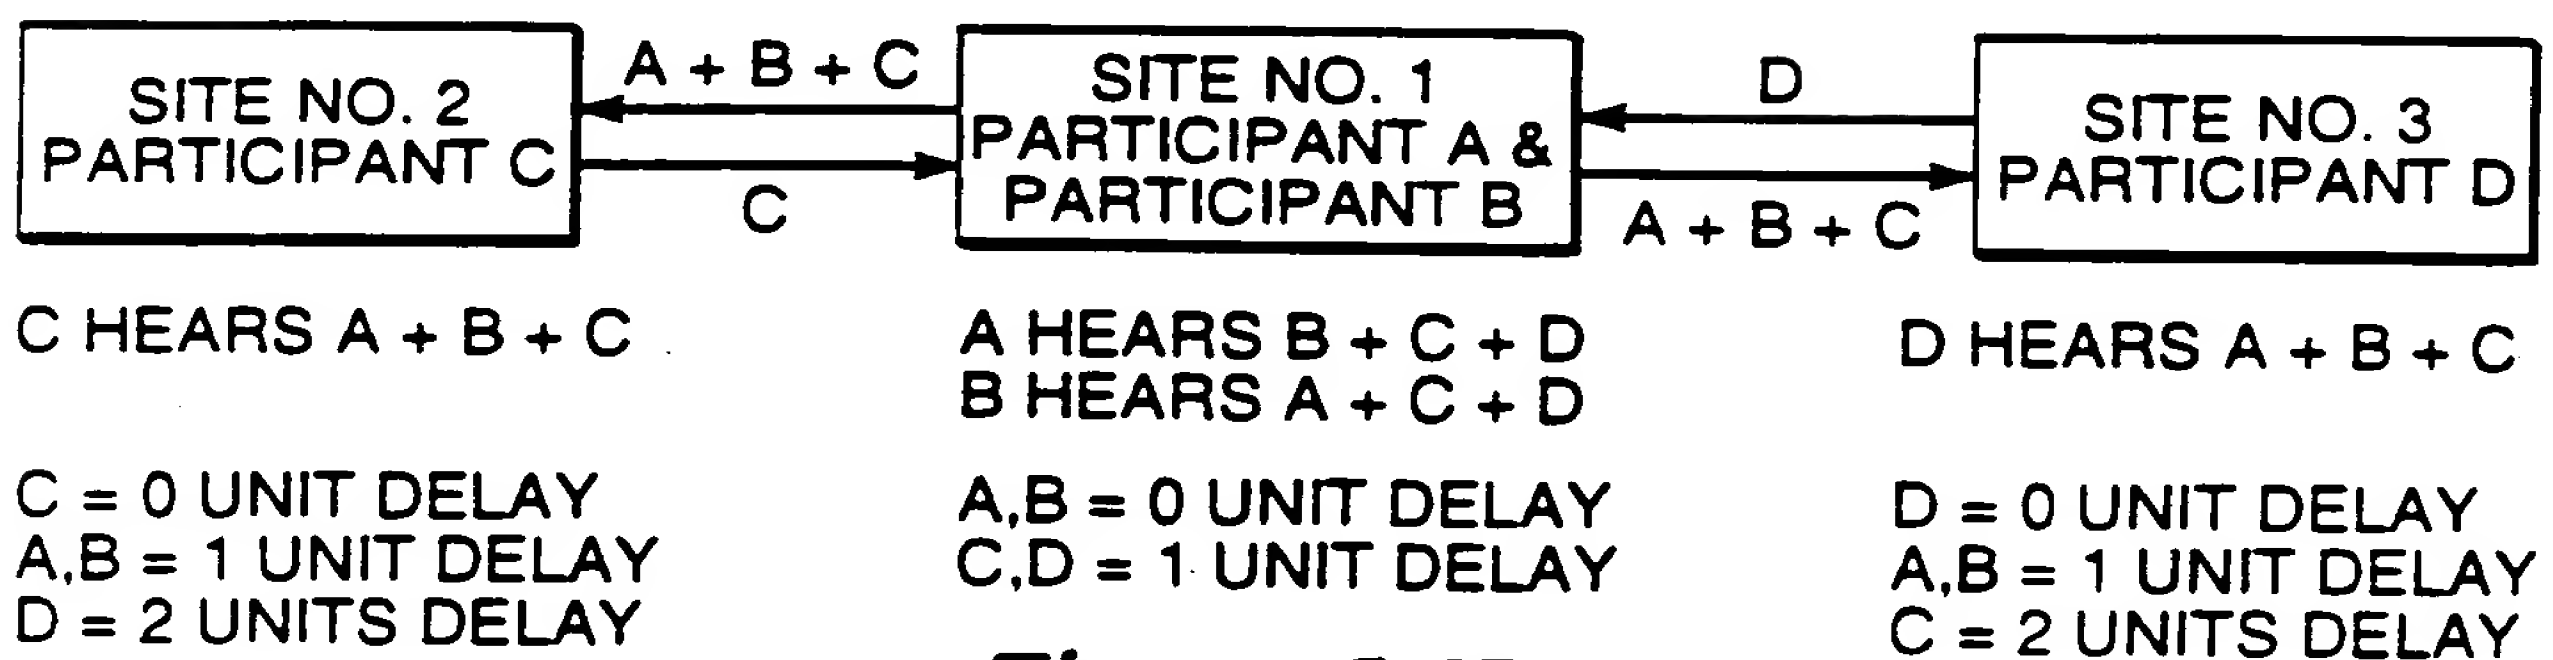 SITE NO. 2
PARTICIPANT C
A + B + C
C
SITE NO. 1
PARTICIPANT A &
PARTICIPANT B
D
A + B + C
SITE NO. 3
PARTICIPANT D
C HEARS A + B + C
A HEARS B + C + D
B HEARS A + C + D
D HEARS A + B + C
C = 0 UNIT DELAY
A,B = 1 UNIT DELAY
D = 2 UNITS DELAY
A,B = 0 UNIT DELAY
C,D = 1 UNIT DELAY
D = 0 UNIT DELAY
A,B = 1 UNIT DELAY
C = 2 UNITS DELAY